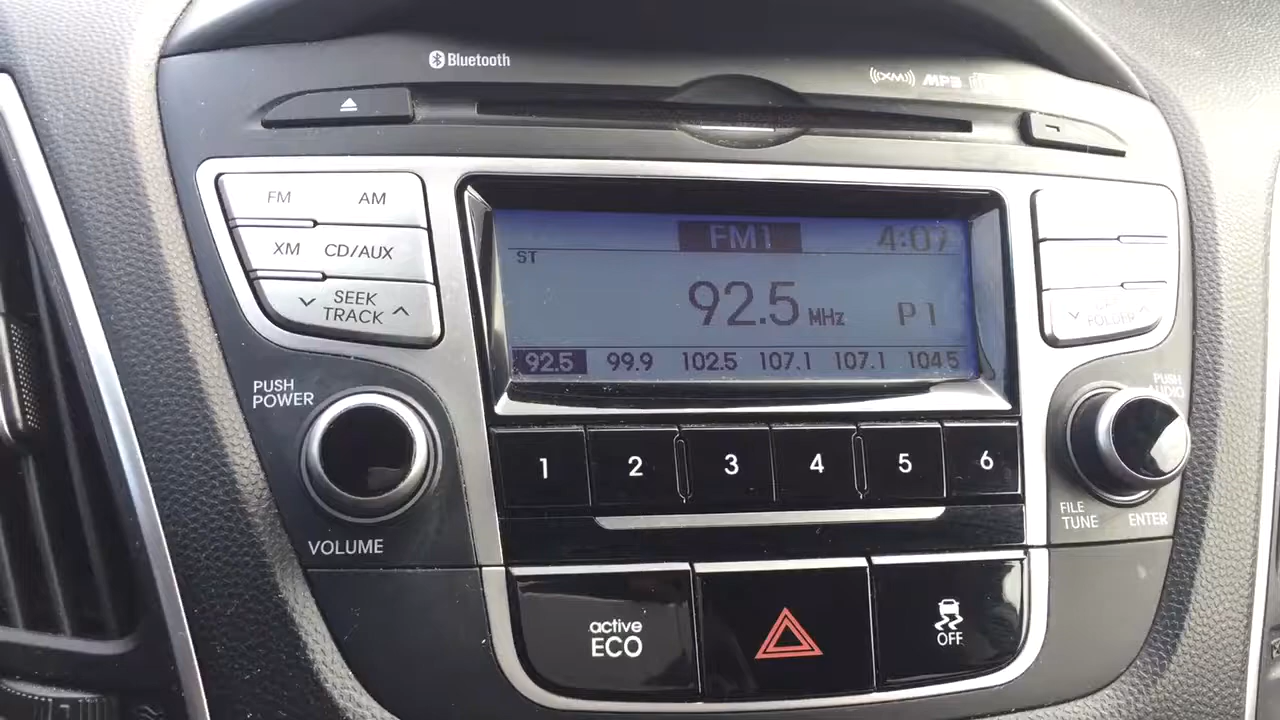 Bluetooth
((XM)) MP3
FM AM
XM CD/AUX
SEEK
TRACK
FM1 4:07
ST
92.5 MHz P1
92.5 99.9 102.5 107.1 107.1 104.5
FOLDER
PUSH
POWER
PUSH
AUDIO
1 2 3 4 5 6
VOLUME
FILE
TUNE
ENTER
active
ECO
OFF